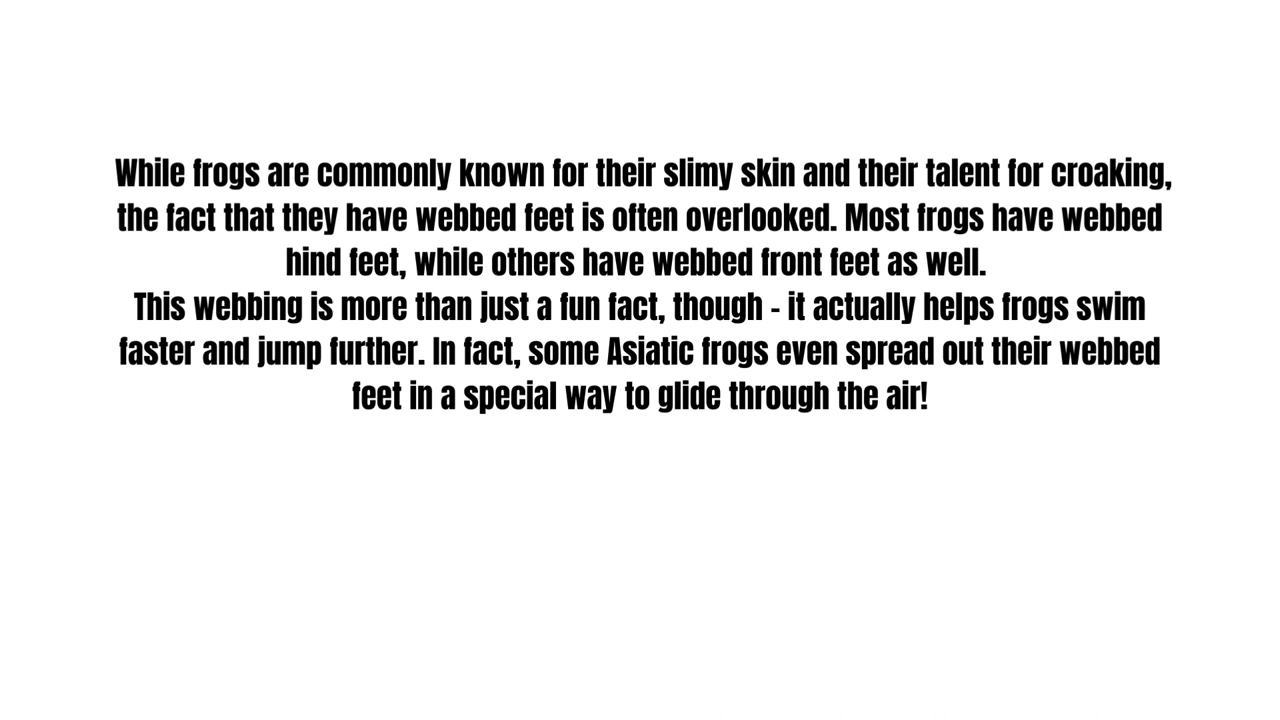 While frogs are commonly known for their slimy skin and their talent for croaking,
the fact that they have webbed feet is often overlooked. Most frogs have webbed
hind feet, while others have webbed front feet as well.
This webbing is more than just a fun fact, though - it actually helps frogs swim
faster and jump further. In fact, some Asiatic frogs even spread out their webbed
feet in a special way to glide through the air!